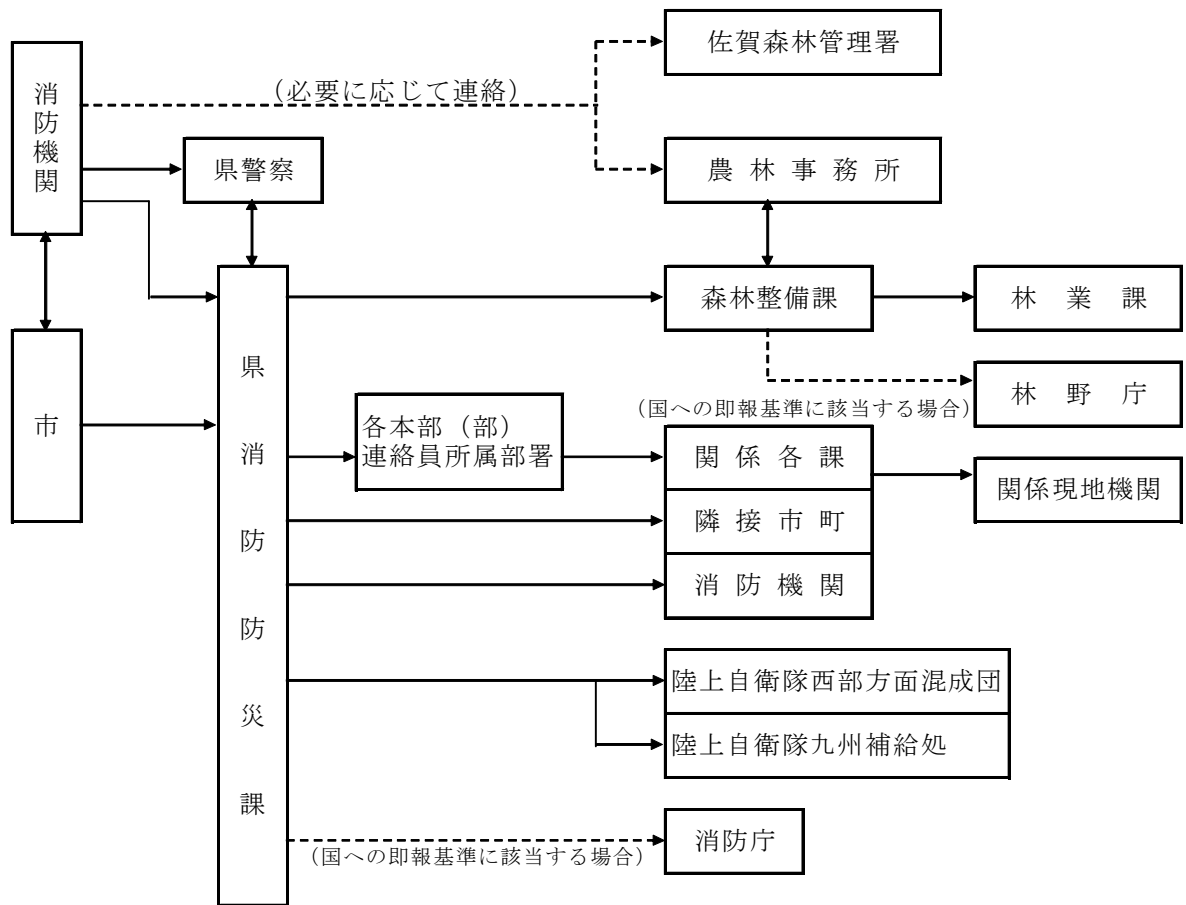 佐賀森林管理署
消防機関
（必要に応じて連絡）
県警察
農林事務所
森林整備課
林業課
市
県消防防災課
林野庁
（国への即報基準に該当する場合）
各本部（部）
連絡員所属部署
関係各課
関係現地機関
隣接市町
消防機関
陸上自衛隊西部方面混成団
陸上自衛隊九州補給処
消防庁
（国への即報基準に該当する場合）